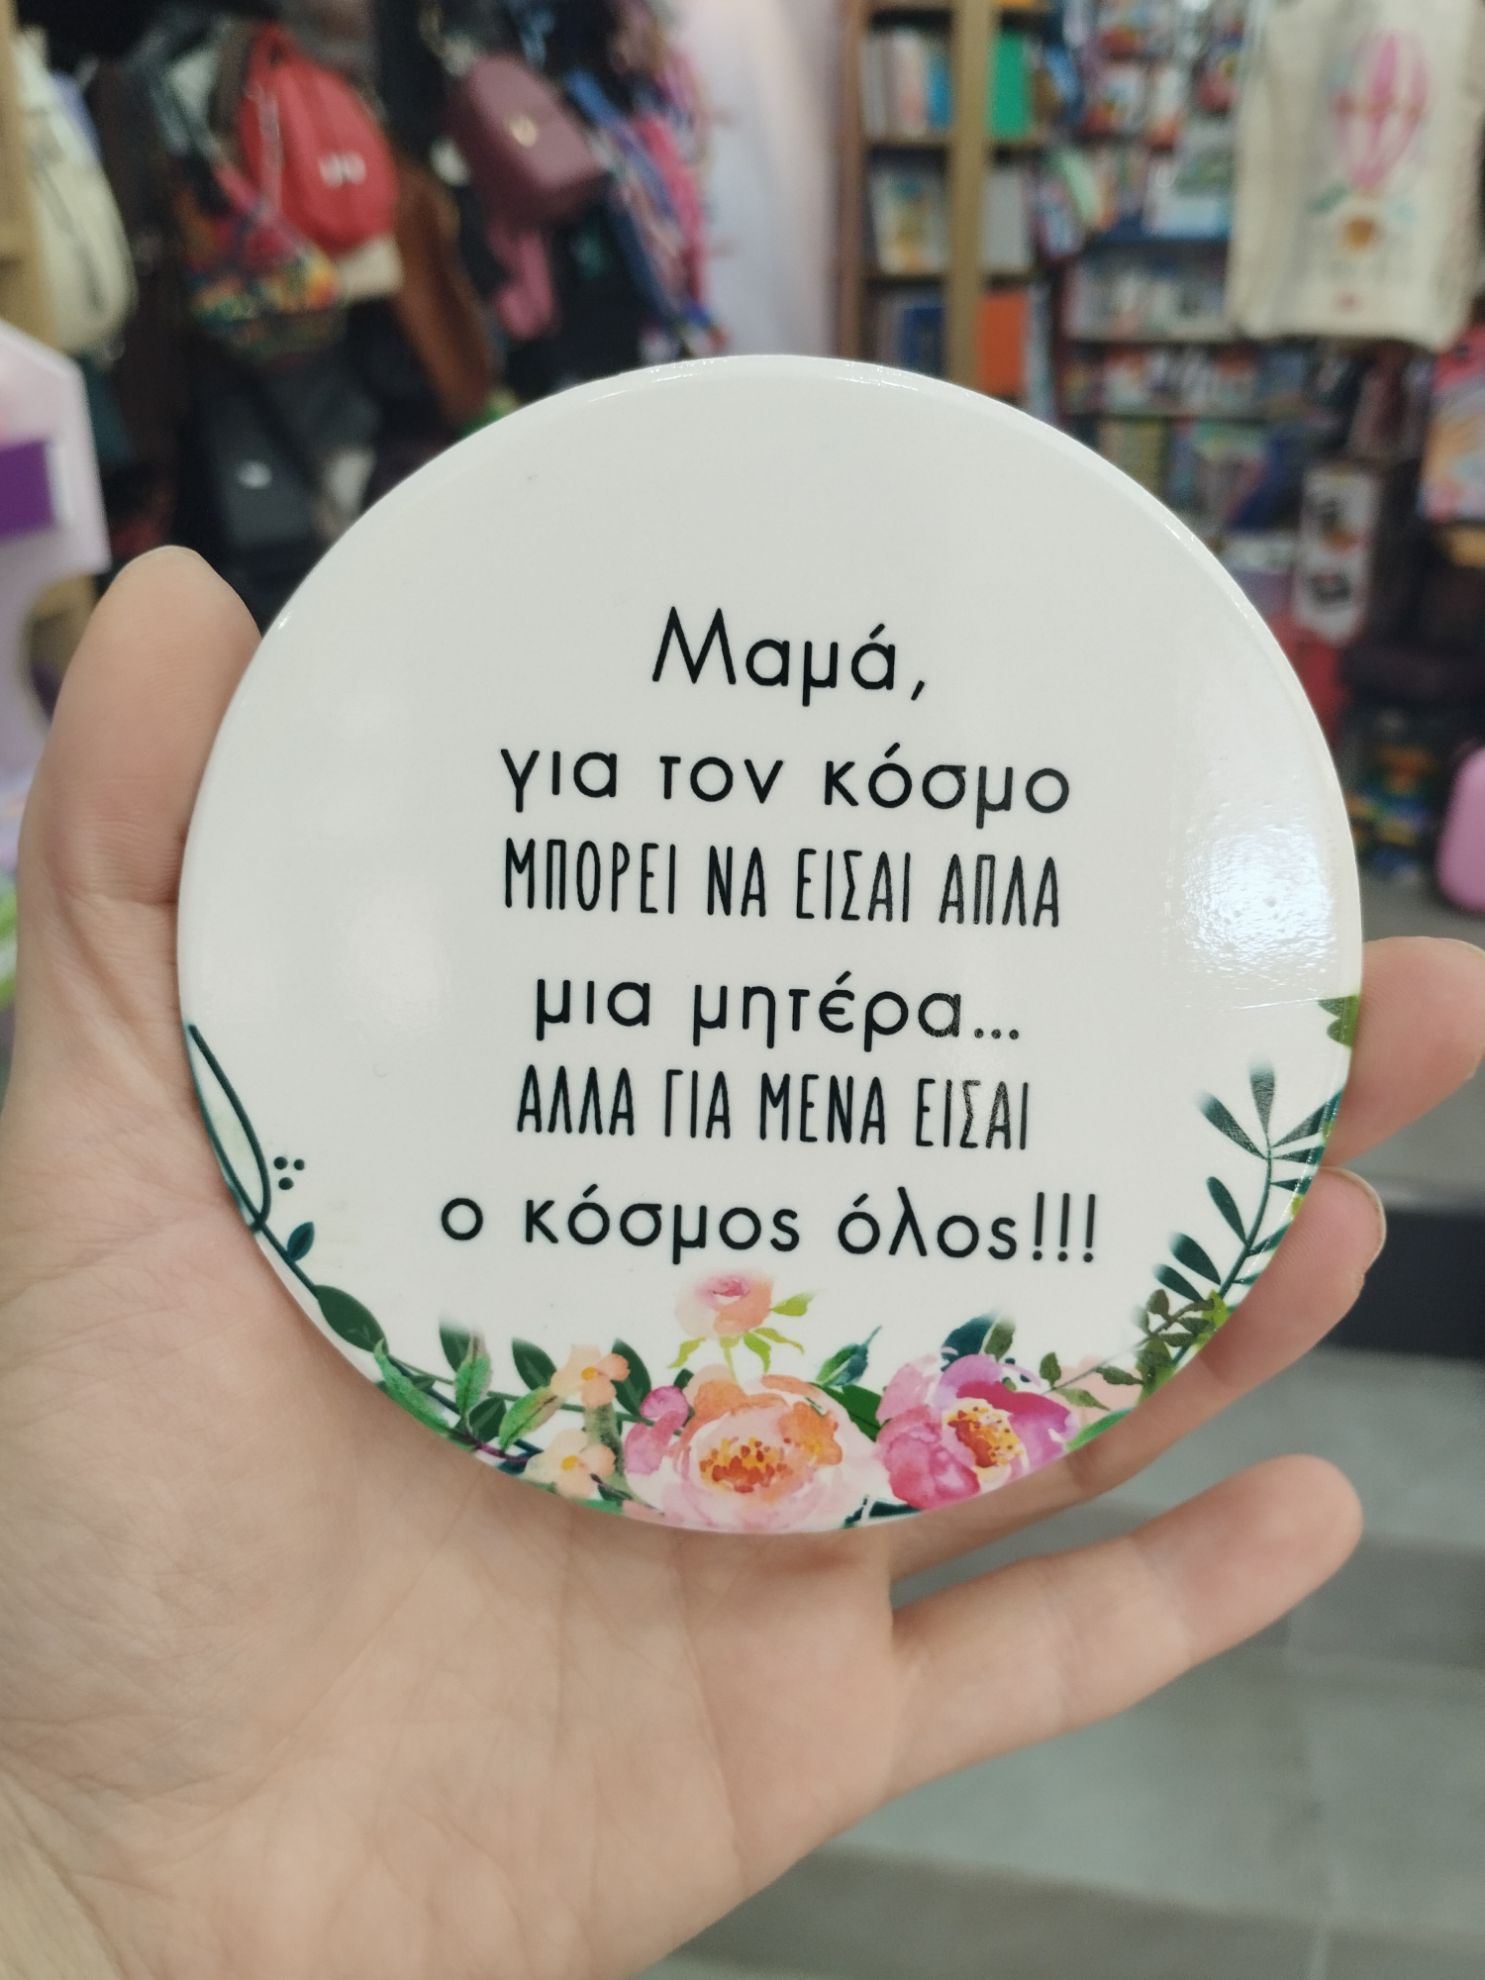 Μαμά,
για τον κόσμο
ΜΠΟΡΕΙ ΝΑ ΕΙΣΑΙ ΑΠΛΑ
μια μητέρα...
ΑΛΛΑ ΓΙΑ ΜΕΝΑ ΕΙΣΑΙ
ο κόσμος όλος!!!